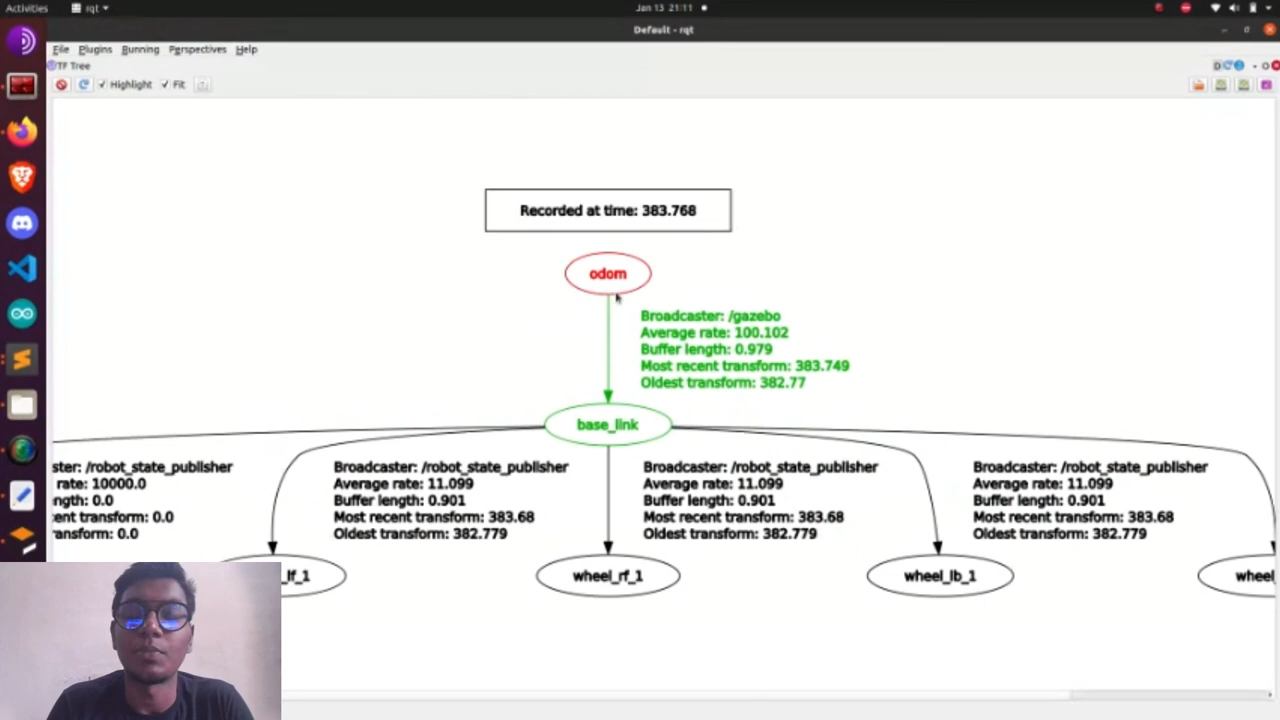 Activities
rqt
Jan 13 21:11
Default - rqt
File Plugins Running Perspectives Help
TF Tree
D
O
Highlight
Fit
Recorded at time: 383.768
odom
Broadcaster: /gazebo
Average rate: 100.102
Buffer length: 0.979
Most recent transform: 383.749
Oldest transform: 382.77
base_link
ster: /robot_state_publisher
rate: 10000.0
ngth: 0.0
ent transform: 0.0
ansform: 0.0
Broadcaster: /robot_state_publisher
Average rate: 11.099
Buffer length: 0.901
Most recent transform: 383.68
Oldest transform: 382.779
Broadcaster: /robot_state_publisher
Average rate: 11.099
Buffer length: 0.901
Most recent transform: 383.68
Oldest transform: 382.779
Broadcaster: /robot_state_publisher
Average rate: 11.099
Buffer length: 0.901
Most recent transform: 383.68
Oldest transform: 382.779
_lf_1
wheel_rf_1
wheel_lb_1
wheel_